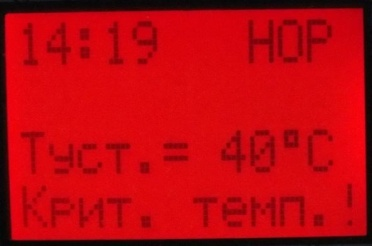 14:19 НОР
Туст.= 40°C
Крит. темп.!